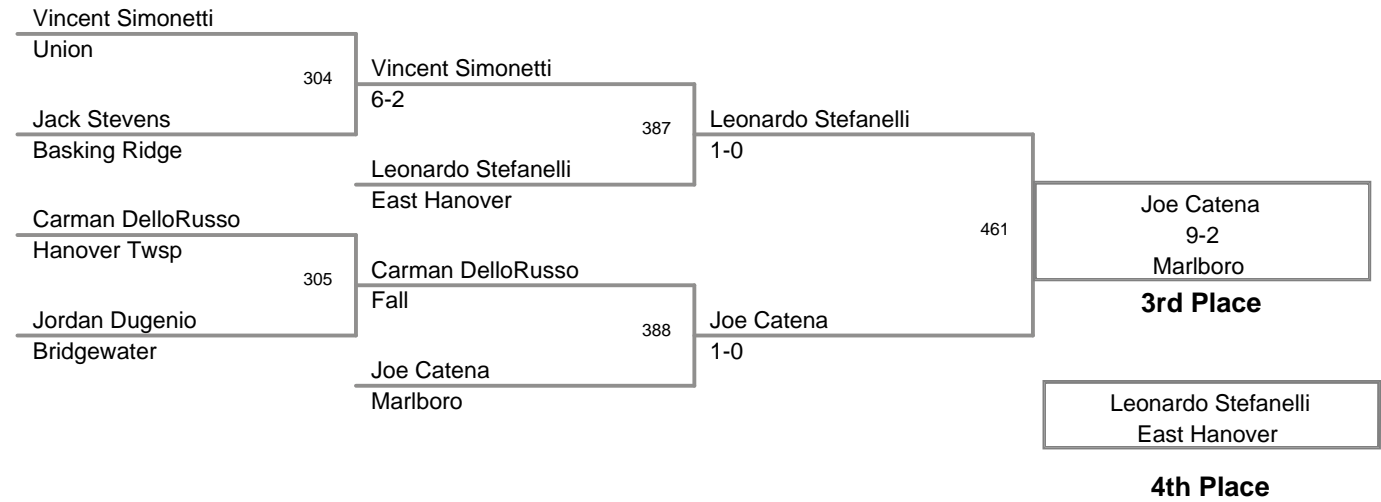 Vincent Simonetti
Union
304
Jack Stevens
Basking Ridge
Carman DelloRusso
Hanover Twsp
305
Jordan Dugenio
Bridgewater
Vincent Simonetti
6-2
387
Leonardo Stefanelli
East Hanover
Carman DelloRusso
Fall
388
Joe Catena
Marlboro
Leonardo Stefanelli
1-0
461
Joe Catena
1-0
Joe Catena
9-2
Marlboro
3rd Place
Leonardo Stefanelli
East Hanover
4th Place